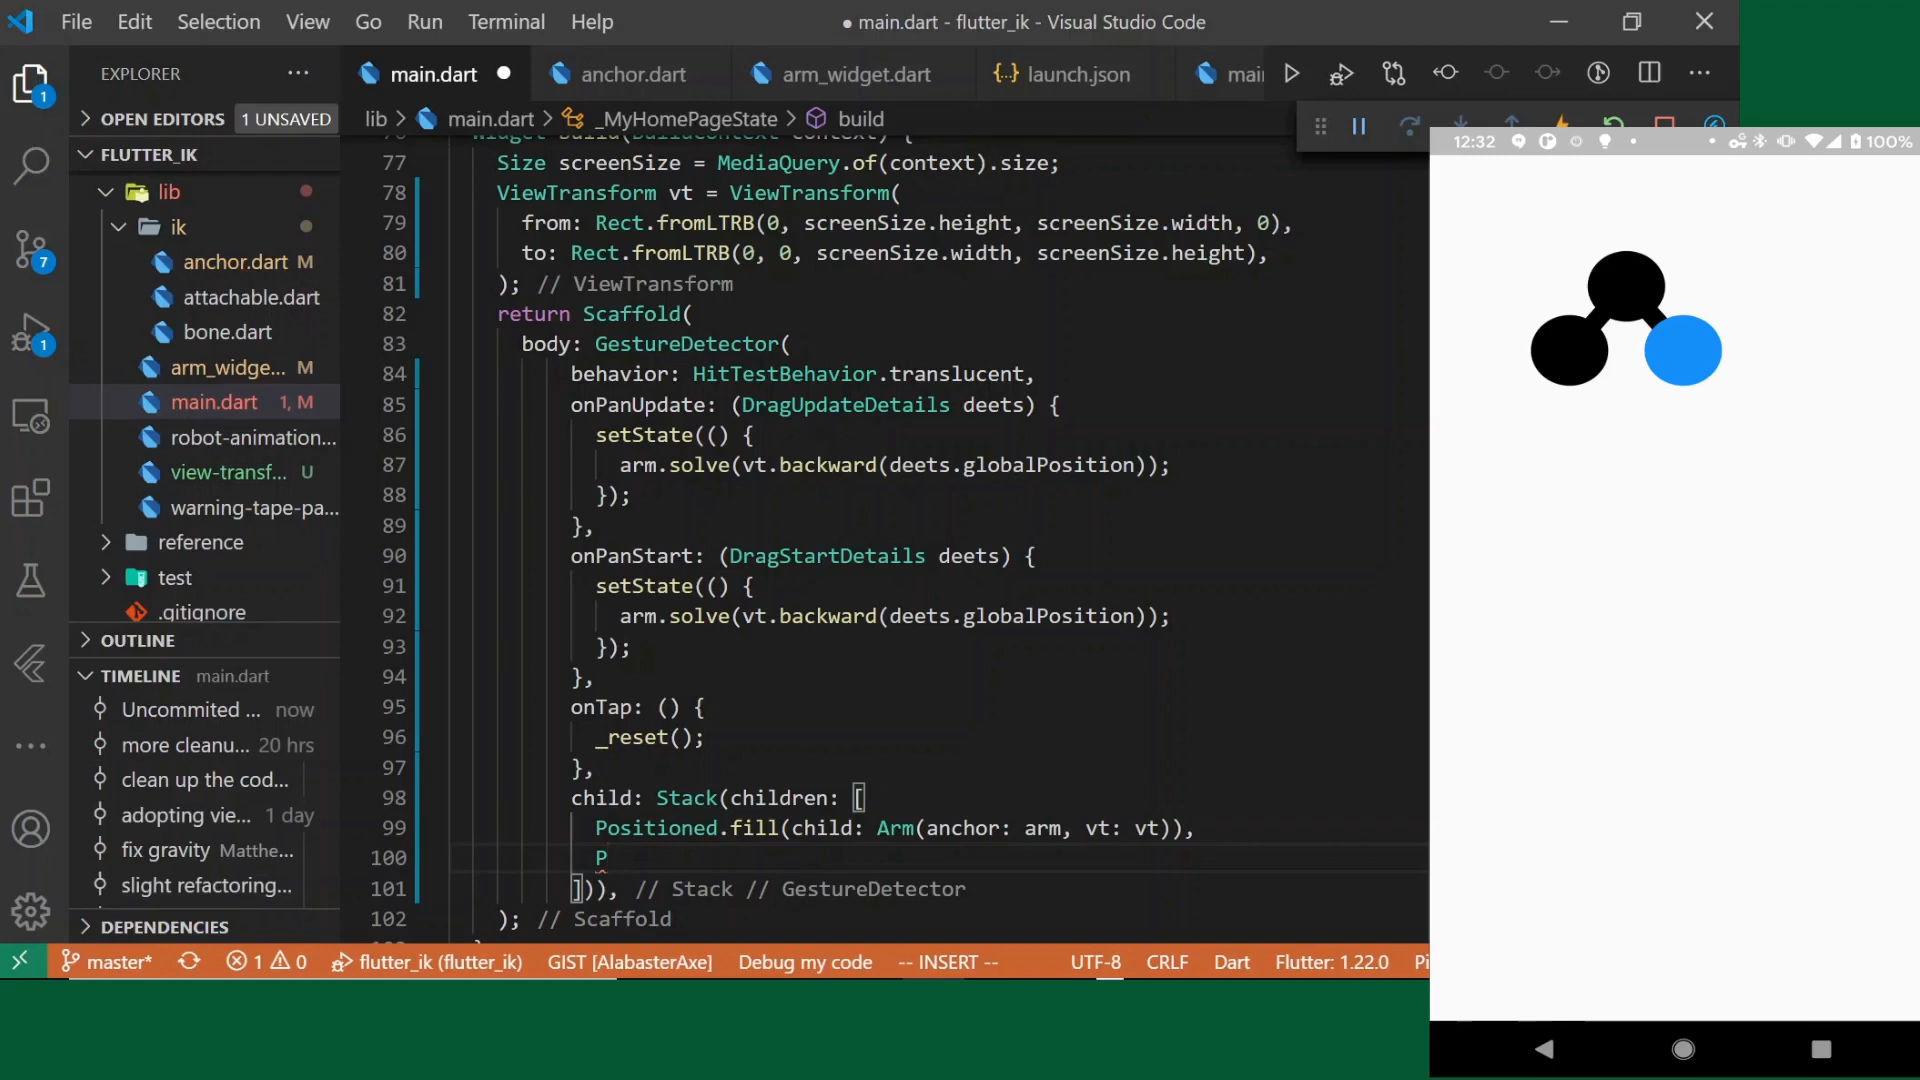 File Edit Selection View Go Run Terminal Help
● main.dart - flutter_ik - Visual Studio Code
EXPLORER
OPEN EDITORS 1 UNSAVED
FLUTTER_IK
lib
ik
anchor.dart M
attachable.dart
bone.dart
arm_widge... M
main.dart 1, M
robot-animation...
view-transf... U
warning-tape-pa...
reference
test
.gitignore
OUTLINE
TIMELINE main.dart
Uncommited ... now
more cleanu... 20 hrs
clean up the cod...
adopting vie... 1 day
fix gravity Matthe...
slight refactoring...
DEPENDENCIES
1
7
1
main.dart ● anchor.dart arm_widget.dart {··} launch.json mai
lib > main.dart > _MyHomePageState > build
77 Size screenSize = MediaQuery.of(context).size;
78 ViewTransform vt = ViewTransform(
79 from: Rect.fromLTRB(0, screenSize.height, screenSize.width, 0),
80 to: Rect.fromLTRB(0, 0, screenSize.width, screenSize.height),
81 ); // ViewTransform
82 return Scaffold(
83 body: GestureDetector(
84 behavior: HitTestBehavior.translucent,
85 onPanUpdate: (DragUpdateDetails deets) {
86 setState(() {
87 arm.solve(vt.backward(deets.globalPosition));
88 });
89 },
90 onPanStart: (DragStartDetails deets) {
91 setState(() {
92 arm.solve(vt.backward(deets.globalPosition));
93 });
94 },
95 onTap: () {
96 _reset();
97 },
98 child: Stack(children: [
99 Positioned.fill(child: Arm(anchor: arm, vt: vt)),
100 P
101 ])), // Stack // GestureDetector
102 ); // Scaffold
master* 1 0 flutter_ik (flutter_ik) GIST [AlabasterAxe] Debug my code -- INSERT -- UTF-8 CRLF Dart Flutter: 1.22.0 Pi
12:32 100%